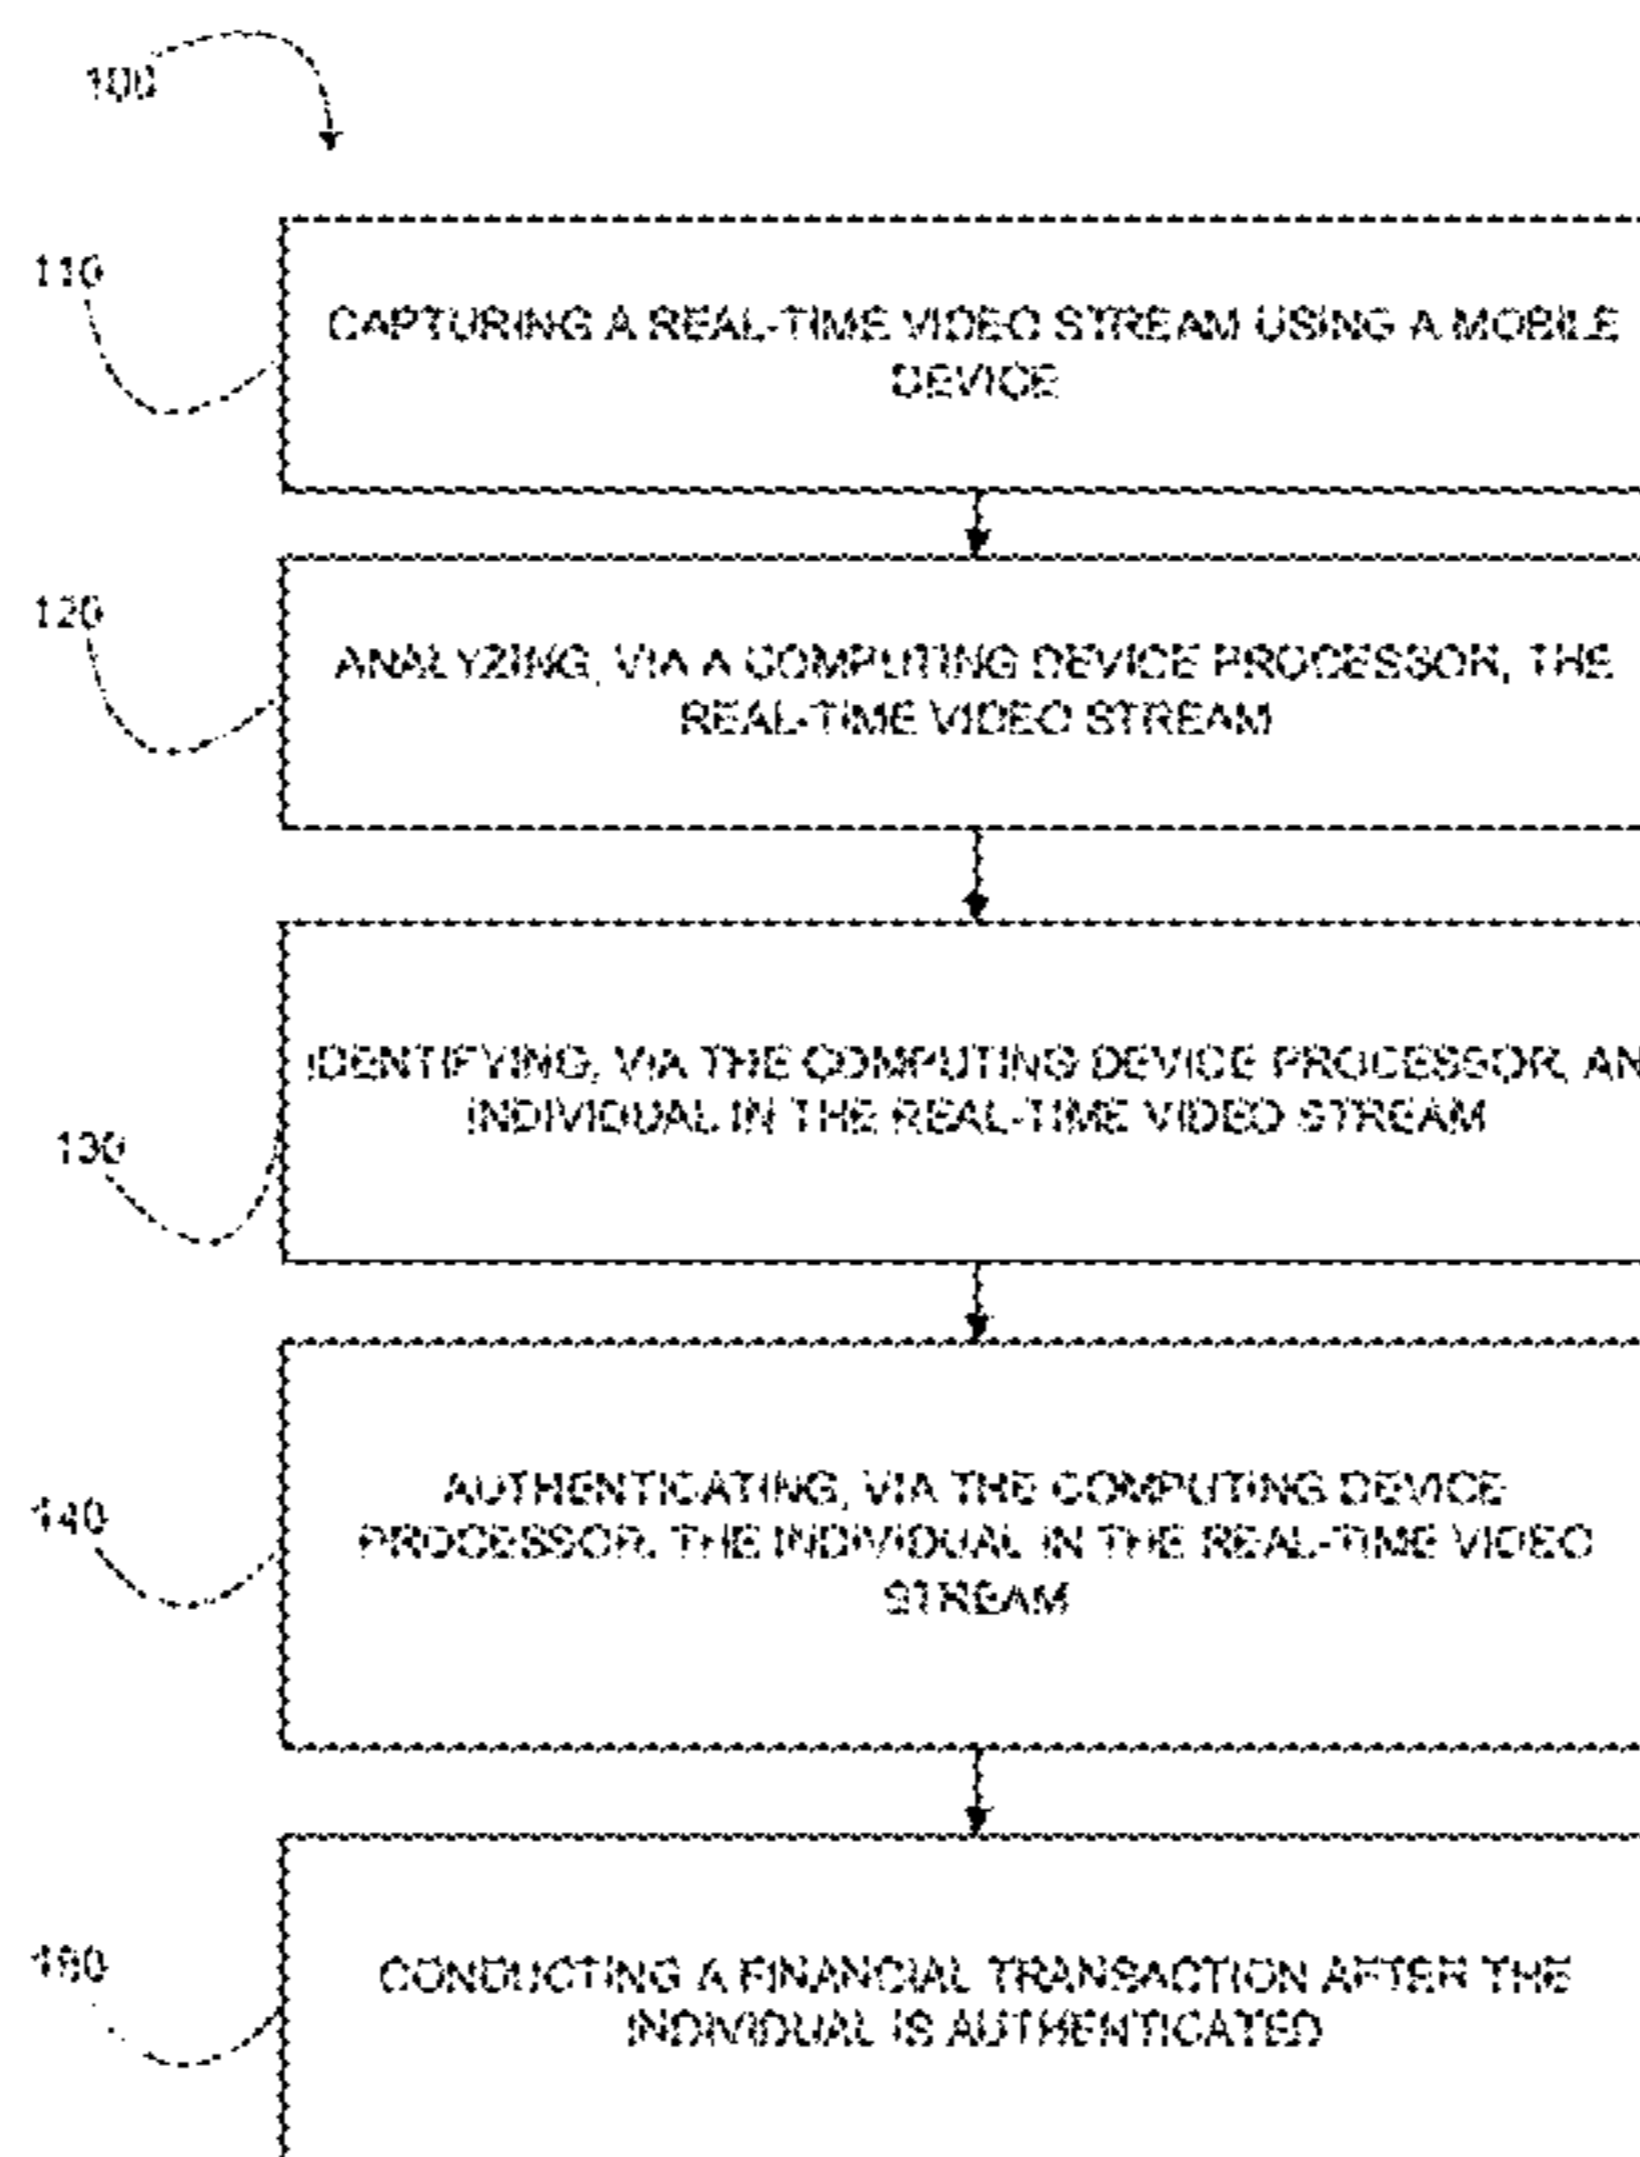 100
110
CAPTURING A REAL-TIME VIDEO STREAM USING A MOBILE
DEVICE
120
ANALYZING, VIA A COMPUTING DEVICE PROCESSOR, THE
REAL-TIME VIDEO STREAM
IDENTIFYING, VIA THE COMPUTING DEVICE PROCESSOR, AN
INDIVIDUAL IN THE REAL-TIME VIDEO STREAM
130
AUTHENTICATING, VIA THE COMPUTING DEVICE
140
PROCESSOR, THE INDIVIDUAL IN THE REAL-TIME VIDEO
STREAM
CONDUCTING A FINANCIAL TRANSACTION AFTER THE
INDIVIDUAL IS AUTHENTICATED